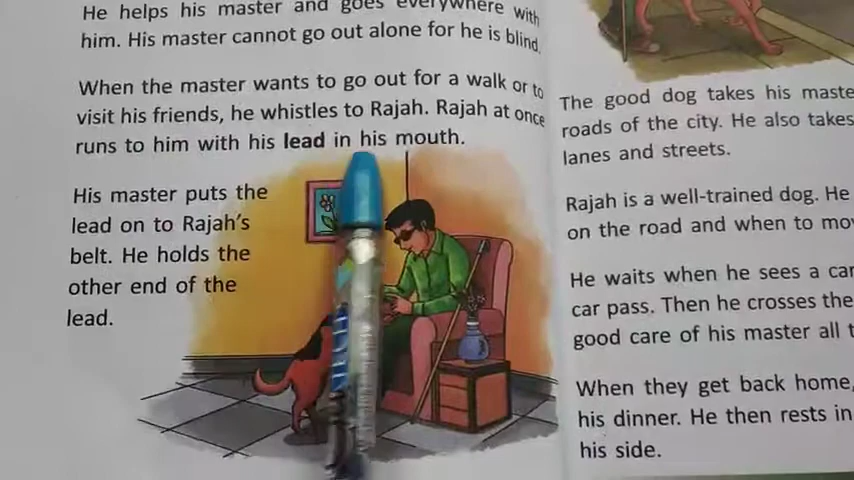 He helps his master and goes everywhere with
him. His master cannot go out alone for he is blind.
When the master wants to go out for a walk or to
visit his friends, he whistles to Rajah. Rajah at once
runs to him with his lead in his mouth.
His master puts the
lead on to Rajah's
belt. He holds the
other end of the
lead.
The good dog takes his maste
roads of the city. He also takes
lanes and streets.
Rajah is a well-trained dog. He
on the road and when to mo
He waits when he sees a car
car pass. Then he crosses the
good care of his master all t
When they get back home,
his dinner. He then rests in
his side.